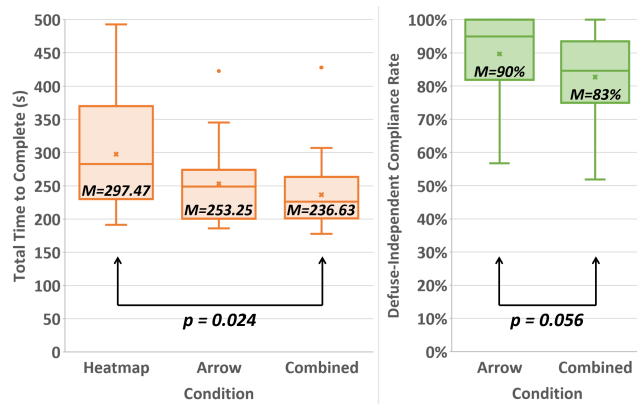 Total Time to Complete (s)
500
450
400
350
300
250
200
150
100
50
0
M=297.47
M=253.25
M=236.63
p = 0.024
Heatmap
Arrow
Combined
Condition
Defuse-Independent Compliance Rate
100%
90%
80%
70%
60%
50%
40%
30%
20%
10%
0%
M=90%
M=83%
p = 0.056
Arrow
Combined
Condition